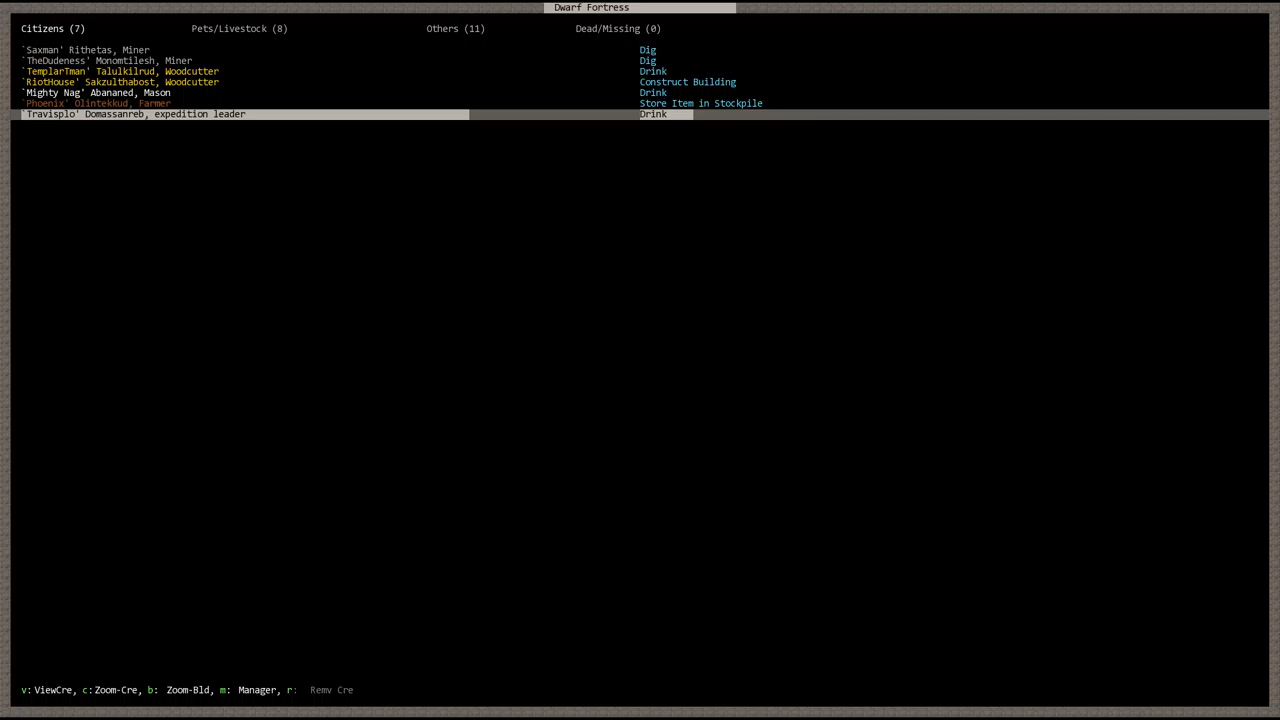 Dwarf Fortress
Citizens (7) Pets/Livestock (8) Others (11) Dead/Missing (0)
`Saxman' Rithetas, Miner Dig
`TheDudeness' Monomtilesh, Miner Dig
`TemplarTman' Talulkilrud, Woodcutter Drink
`RiotHouse' Sakzulthabost, Woodcutter Construct Building
`Mighty Nag' Abananed, Mason Drink
`Phoenix' Olintekkud, Farmer Store Item in Stockpile
`Travisplo' Domassanreb, expedition leader Drink
v: ViewCre, c: Zoom-Cre, b: Zoom-Bld, m: Manager, r: Remv Cre